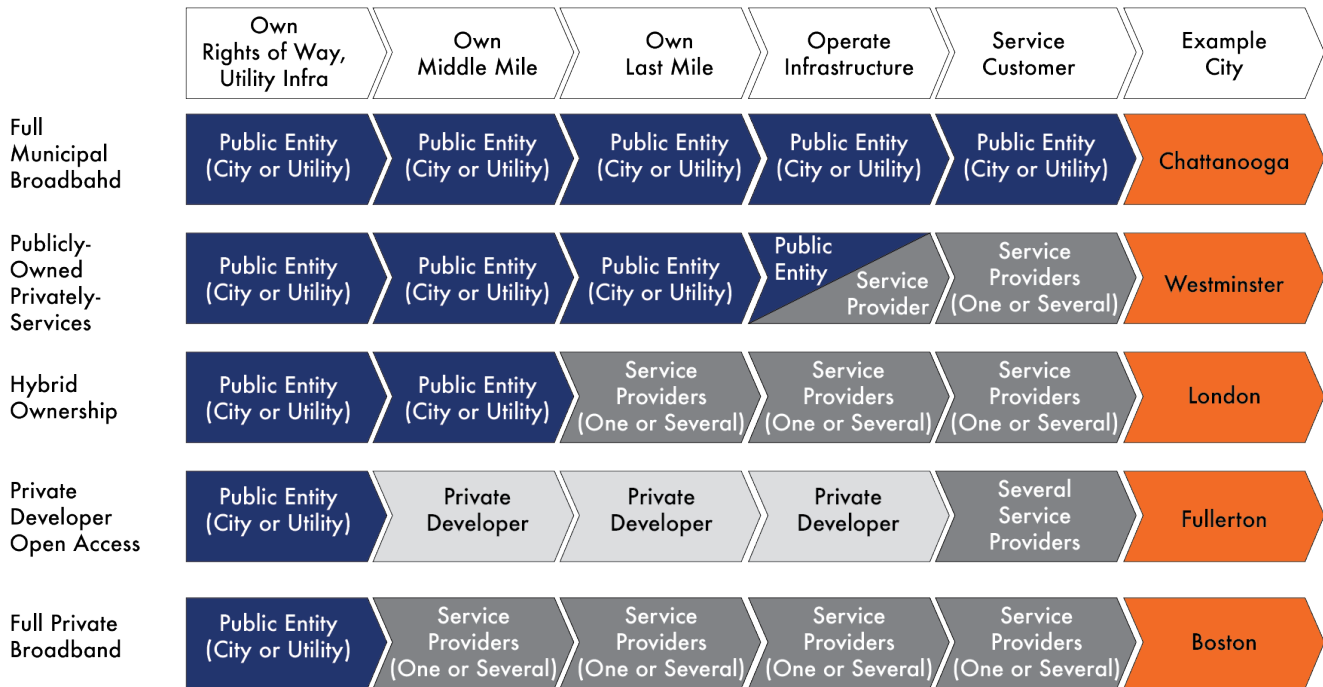 Own
Rights of Way,
Utility Infra
Own
Middle Mile
Own
Last Mile
Operate
Infrastructure
Service
Customer
Example
City
Full
Municipal
Broadbahd
Public Entity
(City or Utility)
Public Entity
(City or Utility)
Public Entity
(City or Utility)
Public Entity
(City or Utility)
Public Entity
(City or Utility)
Chattanooga
Publicly-
Owned
Privately-
Services
Public Entity
(City or Utility)
Public Entity
(City or Utility)
Public Entity
(City or Utility)
Public
Entity
Service
Provider
Service
Providers
(One or Several)
Westminster
Hybrid
Ownership
Public Entity
(City or Utility)
Public Entity
(City or Utility)
Service
Providers
(One or Several)
Service
Providers
(One or Several)
Service
Providers
(One or Several)
London
Private
Developer
Open Access
Public Entity
(City or Utility)
Private
Developer
Private
Developer
Private
Developer
Several
Service
Providers
Fullerton
Full Private
Broadband
Public Entity
(City or Utility)
Service
Providers
(One or Several)
Service
Providers
(One or Several)
Service
Providers
(One or Several)
Service
Providers
(One or Several)
Boston